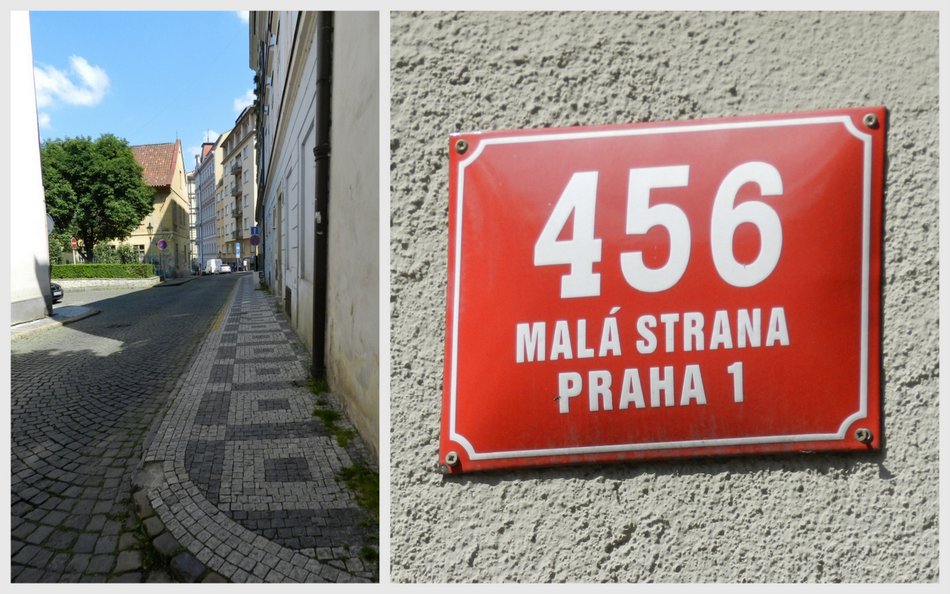 456
MALÁ STRANA
PRAHA 1